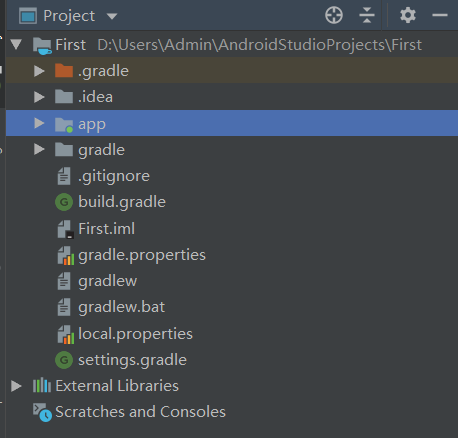 Project
First D:\Users\Admin\AndroidStudioProjects\First
.gradle
.idea
app
gradle
.gitignore
build.gradle
First.iml
gradle.properties
gradlew
gradlew.bat
local.properties
settings.gradle
External Libraries
Scratches and Consoles